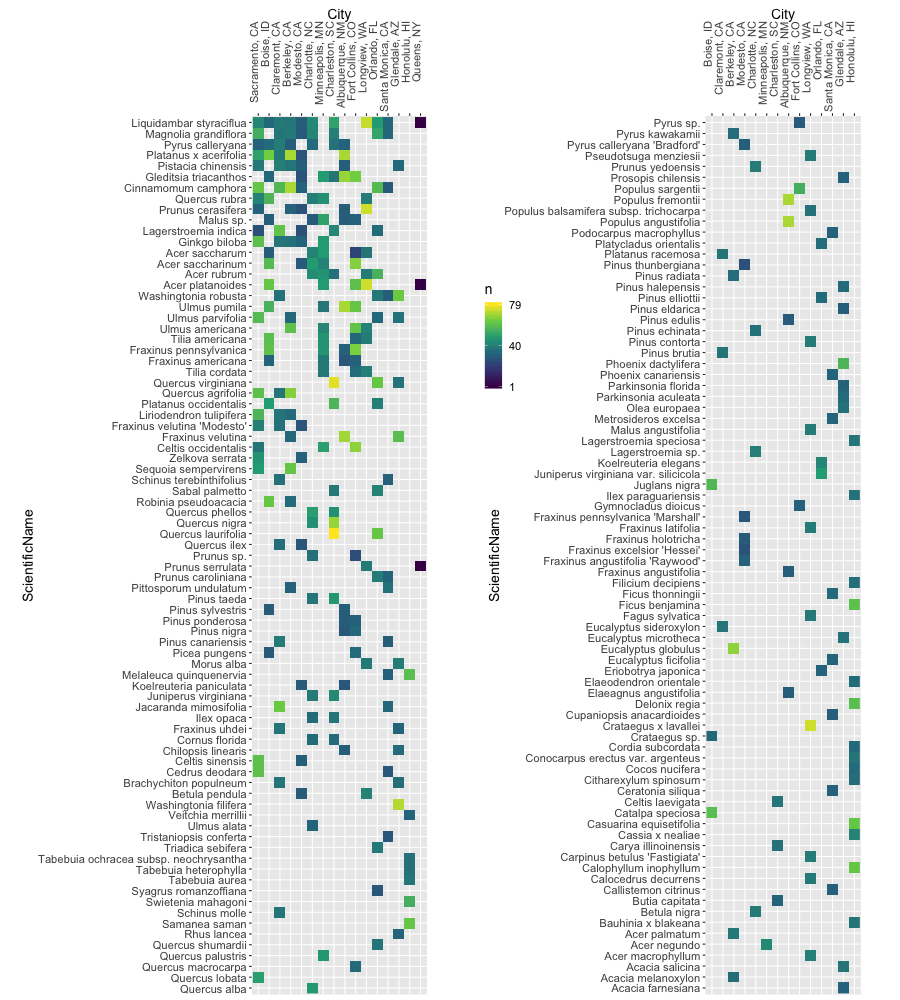 City
Sacramento, CA
Boise, ID
Claremont, CA
Berkeley, CA
Modesto, CA
Charlotte, NC
Minneapolis, MN
Charleston, SC
Albuquerque, NM
Fort Collins, CO
Longview, WA
Orlando, FL
Santa Monica, CA
Glendale, AZ
Honolulu, HI
Queens, NY
ScientificName
Liquidambar styraciflua
Magnolia grandiflora
Pyrus calleryana
Platanus x acerifolia
Pistacia chinensis
Gleditsia triacanthos
Cinnamomum camphora
Quercus rubra
Prunus cerasifera
Malus sp.
Lagerstroemia indica
Ginkgo biloba
Acer saccharum
Acer saccharinum
Acer rubrum
Acer platanoides
Washingtonia robusta
Ulmus pumila
Ulmus parvifolia
Ulmus americana
Tilia americana
Fraxinus pennsylvanica
Fraxinus americana
Tilia cordata
Quercus virginiana
Quercus agrifolia
Platanus occidentalis
Liriodendron tulipifera
Fraxinus velutina 'Modesto'
Fraxinus velutina
Celtis occidentalis
Zelkova serrata
Sequoia sempervirens
Schinus terebinthifolius
Sabal palmetto
Robinia pseudoacacia
Quercus phellos
Quercus nigra
Quercus laurifolia
Quercus ilex
Prunus sp.
Prunus serrulata
Prunus caroliniana
Pittosporum undulatum
Pinus taeda
Pinus sylvestris
Pinus ponderosa
Pinus nigra
Pinus canariensis
Picea pungens
Morus alba
Melaleuca quinquenervia
Koelreuteria paniculata
Juniperus virginiana
Jacaranda mimosifolia
Ilex opaca
Fraxinus uhdei
Cornus florida
Chilopsis linearis
Celtis sinensis
Cedrus deodara
Brachychiton populneum
Betula pendula
Washingtonia filifera
Veitchia merrillii
Ulmus alata
Tristaniopsis conferta
Triadica sebifera
Tabebuia ochracea subsp. neochrysantha
Tabebuia heterophylla
Tabebuia aurea
Syagrus romanzoffiana
Swietenia mahagoni
Schinus molle
Samanea saman
Rhus lancea
Quercus shumardii
Quercus palustris
Quercus macrocarpa
Quercus lobata
Quercus alba
n
79
40
1
City
Boise, ID
Claremont, CA
Berkeley, CA
Modesto, CA
Charlotte, NC
Minneapolis, MN
Charleston, SC
Albuquerque, NM
Fort Collins, CO
Longview, WA
Orlando, FL
Santa Monica, CA
Glendale, AZ
Honolulu, HI
ScientificName
Pyrus sp.
Pyrus kawakamii
Pyrus calleryana 'Bradford'
Pseudotsuga menziesii
Prunus yedoensis
Prosopis chilensis
Populus sargentii
Populus fremontii
Populus balsamifera subsp. trichocarpa
Populus angustifolia
Podocarpus macrophyllus
Platycladus orientalis
Platanus racemosa
Pinus thunbergiana
Pinus radiata
Pinus halepensis
Pinus elliottii
Pinus eldarica
Pinus edulis
Pinus echinata
Pinus contorta
Pinus brutia
Phoenix dactylifera
Phoenix canariensis
Parkinsonia florida
Parkinsonia aculeata
Olea europaea
Metrosideros excelsa
Malus angustifolia
Lagerstroemia speciosa
Lagerstroemia sp.
Koelreuteria elegans
Juniperus virginiana var. silicicola
Juglans nigra
Ilex paraguariensis
Gymnocladus dioicus
Fraxinus pennsylvanica 'Marshall'
Fraxinus latifolia
Fraxinus holotricha
Fraxinus excelsior 'Hessei'
Fraxinus angustifolia 'Raywood'
Fraxinus angustifolia
Filicium decipiens
Ficus thonningii
Ficus benjamina
Fagus sylvatica
Eucalyptus sideroxylon
Eucalyptus microtheca
Eucalyptus globulus
Eucalyptus ficifolia
Eriobotrya japonica
Elaeodendron orientale
Elaeagnus angustifolia
Delonix regia
Cupaniopsis anacardioides
Crataegus x lavallei
Crataegus sp.
Cordia subcordata
Conocarpus erectus var. argenteus
Cocos nucifera
Citharexylum spinosum
Ceratonia siliqua
Celtis laevigata
Catalpa speciosa
Casuarina equisetifolia
Cassia x nealiae
Carya illinoinensis
Carpinus betulus 'Fastigiata'
Calophyllum inophyllum
Calocedrus decurrens
Callistemon citrinus
Butia capitata
Betula nigra
Bauhinia x blakeana
Acer palmatum
Acer negundo
Acer macrophyllum
Acacia salicina
Acacia melanoxylon
Acacia farnesiana